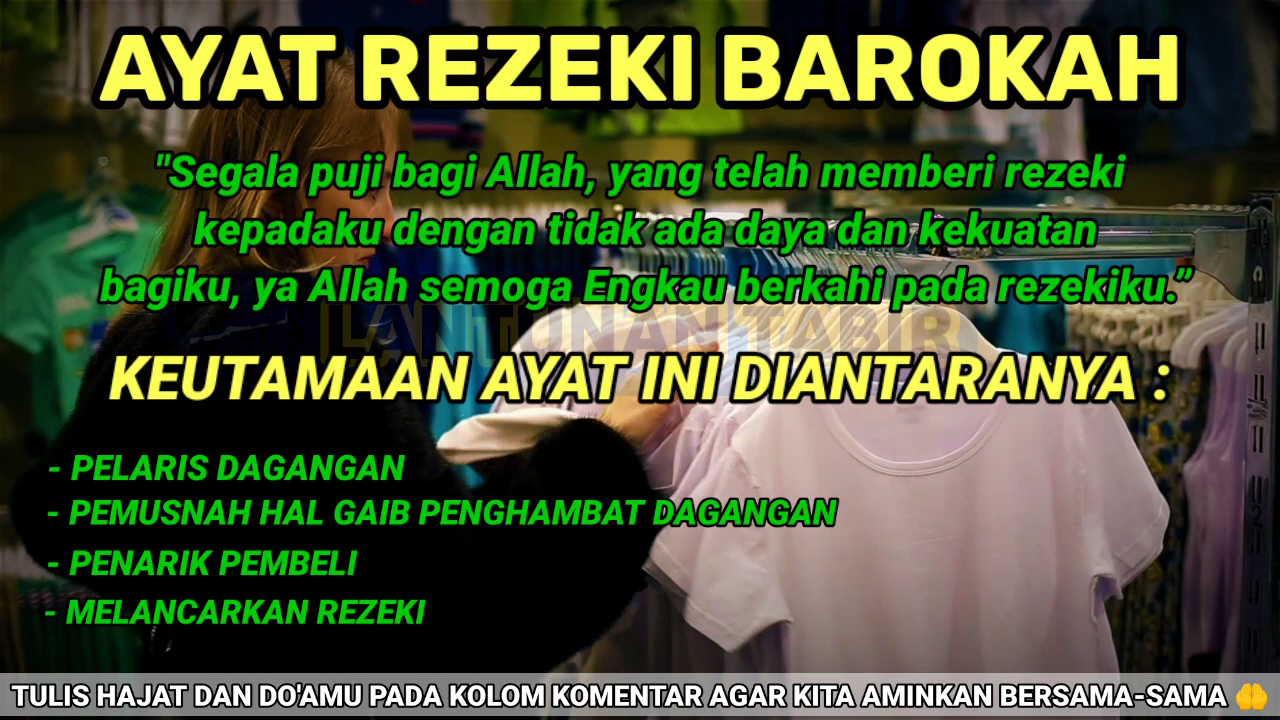 AYAT REZEKI BAROKAH
"Segala puji bagi Allah, yang telah memberi rezeki
kepadaku dengan tidak ada daya dan kekuatan
bagiku, ya Allah semoga Engkau berkahi pada rezekiku.”
LANTUNAN TABIR
KEUTAMAAN AYAT INI DIANTARANYA :
- PELARIS DAGANGAN
- PEMUSNAH HAL GAIB PENGHAMBAT DAGANGAN
- PENARIK PEMBELI
- MELANCARKAN REZEKI
TULIS HAJAT DAN DO'AMU PADA KOLOM KOMENTAR AGAR KITA AMINKAN BERSAMA-SAMA 🤲